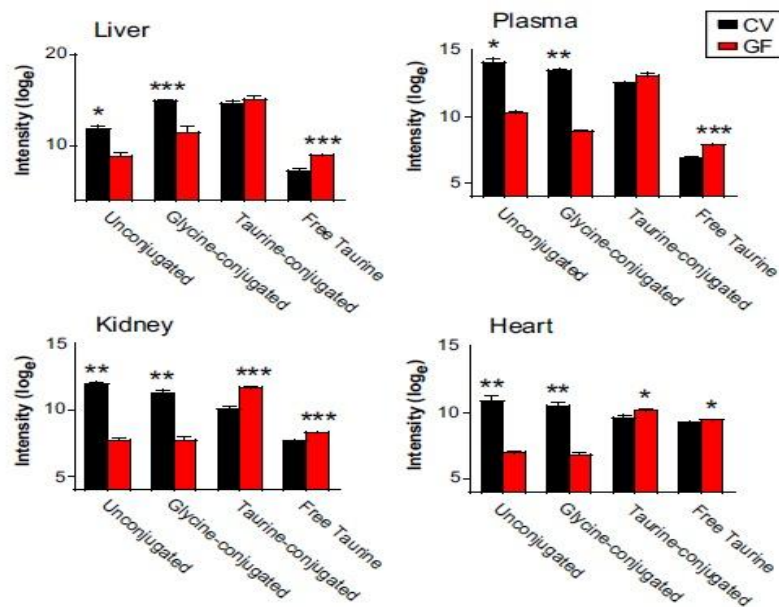 Liver
Intensity (logₑ)
20
10
*
***
***
Unconjugated
Glycine-conjugated
Taurine-conjugated
Free Taurine
Plasma
CV
GF
Intensity (logₑ)
15
10
5
*
**
***
Unconjugated
Glycine-conjugated
Taurine-conjugated
Free Taurine
Kidney
Intensity (logₑ)
15
10
5
**
**
***
***
Unconjugated
Glycine-conjugated
Taurine-conjugated
Free Taurine
Heart
Intensity (logₑ)
15
10
5
**
**
*
*
Unconjugated
Glycine-conjugated
Taurine-conjugated
Free Taurine